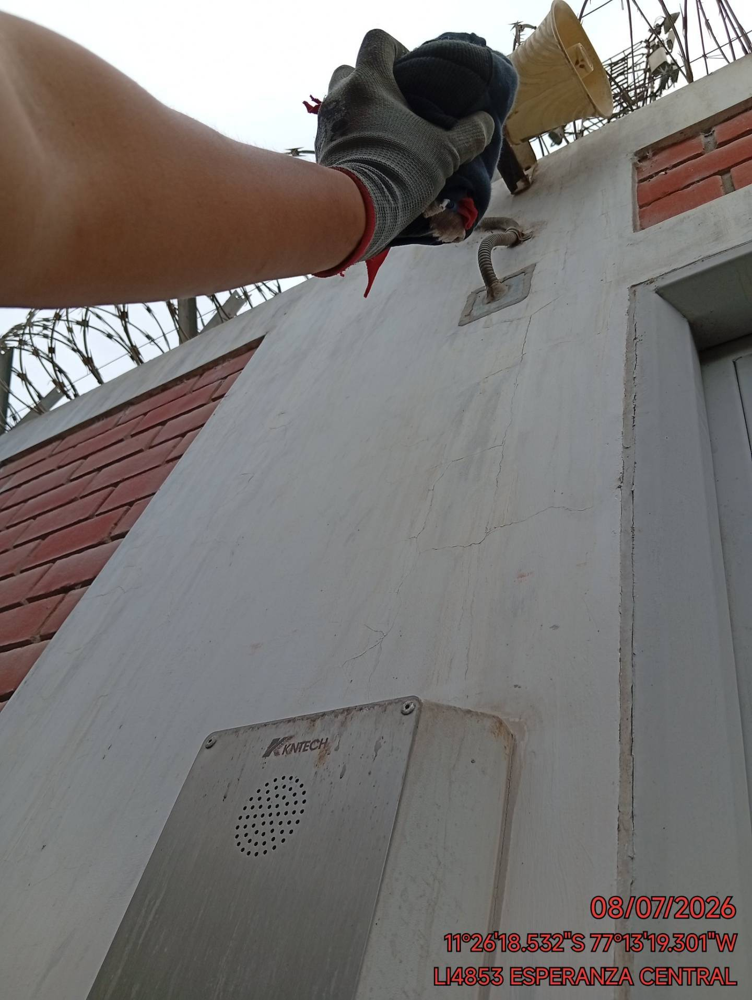 KNTECH
08/07/2026
11°26'18.532"S 77°13'19.301"W
LI4853 ESPERANZA CENTRAL